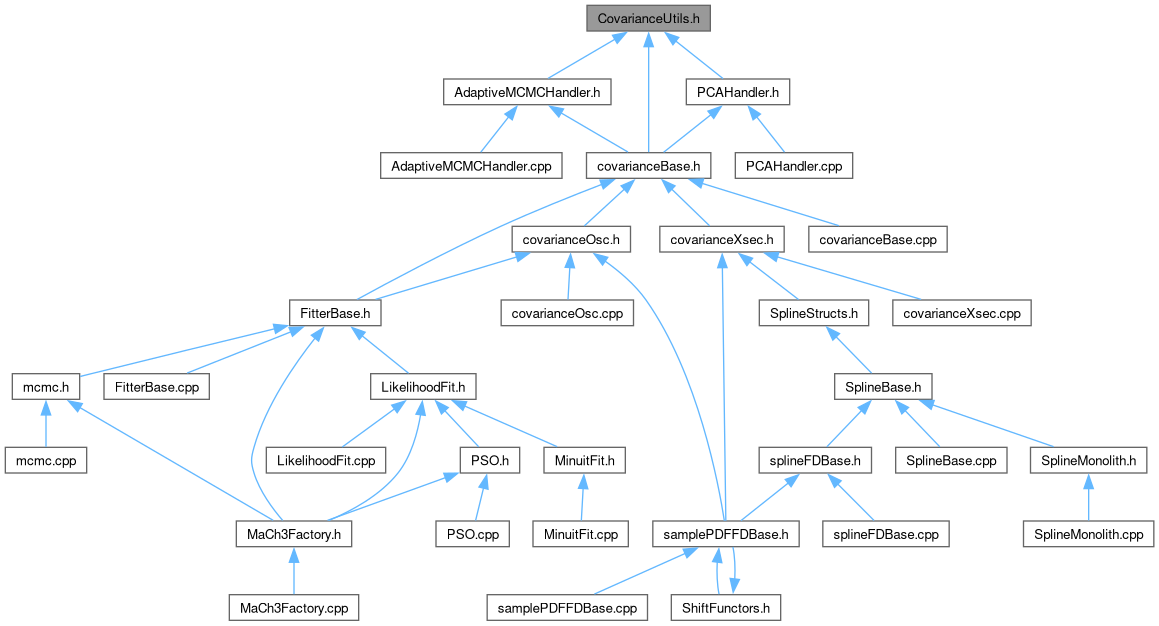 CovarianceUtils.h
AdaptiveMCMCHandler.h
PCAHandler.h
AdaptiveMCMCHandler.cpp
covarianceBase.h
PCAHandler.cpp
covarianceOsc.h
covarianceXsec.h
covarianceBase.cpp
FitterBase.h
covarianceOsc.cpp
SplineStructs.h
covarianceXsec.cpp
mcmc.h
FitterBase.cpp
LikelihoodFit.h
SplineBase.h
mcmc.cpp
LikelihoodFit.cpp
PSO.h
MinuitFit.h
splineFDBase.h
SplineBase.cpp
SplineMonolith.h
MaCh3Factory.h
PSO.cpp
MinuitFit.cpp
samplePDFFDBase.h
splineFDBase.cpp
SplineMonolith.cpp
MaCh3Factory.cpp
samplePDFFDBase.cpp
ShiftFunctors.h